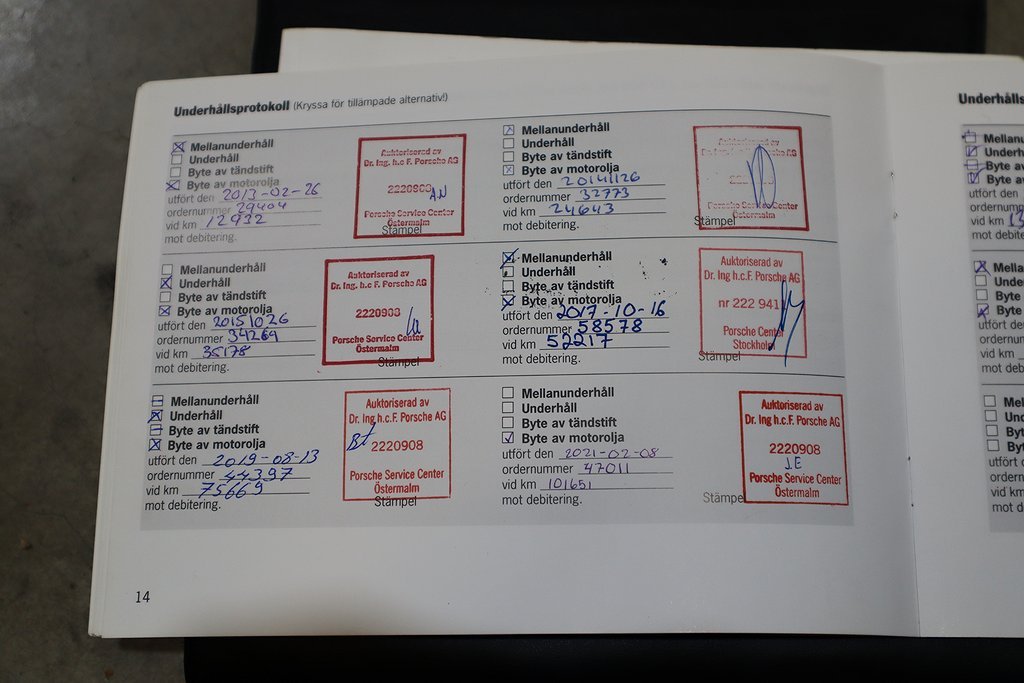 Underhållsprotokoll (Kryssa för tillämpade alternativ!)
Mellanunderhåll
Underhåll
Byte av tändstift
Byte av motorolja
utfört den 2013-02-26
ordernummer 29404
vid km 12932
mot debitering.
Auktoriserad av
Dr. Ing. h.c.F. Porsche AG
2220908 AN
Porsche Service Center
Östermalm
Stämpel
Mellanunderhåll
Underhåll
Byte av tändstift
Byte av motorolja
utfört den 20141126
ordernummer 32773
vid km 24643
mot debitering.
Auktoriserad av
Dr. Ing. h.c.F. Porsche AG
Porsche Service Center
Östermalm
Stämpel
Mellanunderhåll
Underhåll
Byte av tändstift
Byte av motorolja
utfört den 20151026
ordernummer 34269
vid km 35178
mot debitering.
Auktoriserad av
Dr. Ing. h.c.F. Porsche AG
2220908
Porsche Service Center
Östermalm
Stämpel
Mellanunderhåll
Underhåll
Byte av tändstift
Byte av motorolja
utfört den 2017-10-16
ordernummer 58578
vid km 52217
mot debitering.
Auktoriserad av
Dr. Ing h.c.F. Porsche AG
nr 222 941
Porsche Center
Stockholm
Stämpel
Mellanunderhåll
Underhåll
Byte av tändstift
Byte av motorolja
utfört den 2019-08-13
ordernummer 44397
vid km 75669
mot debitering.
Auktoriserad av
Dr. Ing h.c.F. Porsche AG
2220908
Porsche Service Center
Östermalm
Stämpel
Mellanunderhåll
Underhåll
Byte av tändstift
Byte av motorolja
utfört den 2021-02-08
ordernummer 47011
vid km 101651
mot debitering.
Auktoriserad av
Dr. Ing h.c.F. Porsche AG
2220908
J.E
Porsche Service Center
Östermalm
Stämpel
14